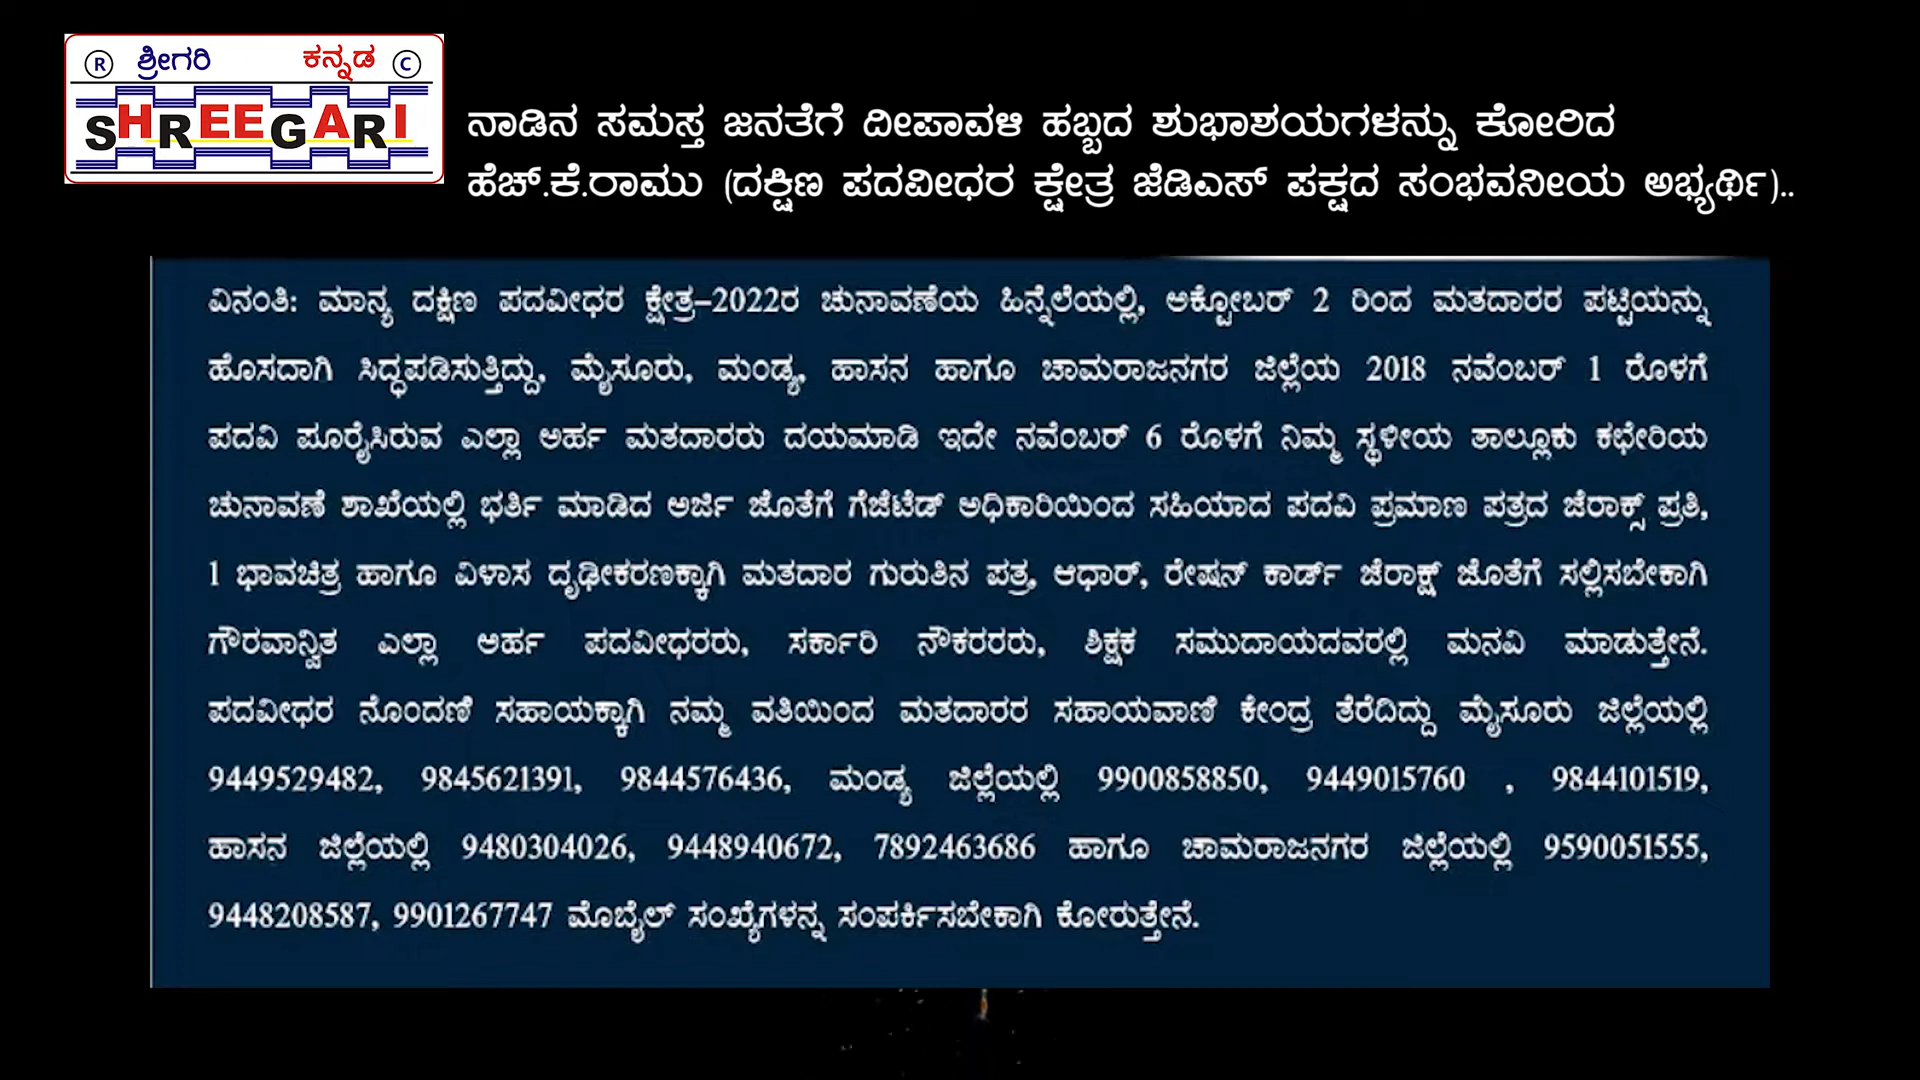 ® ಶ್ರೀಗರಿ ಕನ್ನಡ ©
SHREEGARI
ನಾಡಿನ ಸಮಸ್ತ ಜನತೆಗೆ ದೀಪಾವಳಿ ಹಬ್ಬದ ಶುಭಾಶಯಗಳನ್ನು ಕೋರಿದ
ಹೆಚ್.ಕೆ.ರಾಮು (ದಕ್ಷಿಣ ಪದವೀಧರ ಕ್ಷೇತ್ರ ಜೆಡಿಎಸ್ ಪಕ್ಷದ ಸಂಭವನೀಯ ಅಭ್ಯರ್ಥಿ)..
ವಿನಂತಿ: ಮಾನ್ಯ ದಕ್ಷಿಣ ಪದವೀಧರ ಕ್ಷೇತ್ರ–2022ರ ಚುನಾವಣೆಯ ಹಿನ್ನೆಲೆಯಲ್ಲಿ, ಅಕ್ಟೋಬರ್ 2 ರಿಂದ ಮತದಾರರ ಪಟ್ಟಿಯನ್ನು
ಹೊಸದಾಗಿ ಸಿದ್ಧಪಡಿಸುತ್ತಿದ್ದು, ಮೈಸೂರು, ಮಂಡ್ಯ, ಹಾಸನ ಹಾಗೂ ಚಾಮರಾಜನಗರ ಜಿಲ್ಲೆಯ 2018 ನವೆಂಬರ್ 1 ರೊಳಗೆ
ಪದವಿ ಪೂರೈಸಿರುವ ಎಲ್ಲಾ ಅರ್ಹ ಮತದಾರರು ದಯಮಾಡಿ ಇದೇ ನವೆಂಬರ್ 6 ರೊಳಗೆ ನಿಮ್ಮ ಸ್ಥಳೀಯ ತಾಲ್ಲೂಕು ಕಛೇರಿಯ
ಚುನಾವಣೆ ಶಾಖೆಯಲ್ಲಿ ಭರ್ತಿ ಮಾಡಿದ ಅರ್ಜಿ ಜೊತೆಗೆ ಗೆಜೆಟೆಡ್ ಅಧಿಕಾರಿಯಿಂದ ಸಹಿಯಾದ ಪದವಿ ಪ್ರಮಾಣ ಪತ್ರದ ಜೆರಾಕ್ಸ್ ಪ್ರತಿ,
1 ಭಾವಚಿತ್ರ ಹಾಗೂ ವಿಳಾಸ ದೃಢೀಕರಣಕ್ಕಾಗಿ ಮತದಾರ ಗುರುತಿನ ಪತ್ರ, ಆಧಾರ್, ರೇಷನ್ ಕಾರ್ಡ್ ಜೆರಾಕ್ಷ್ ಜೊತೆಗೆ ಸಲ್ಲಿಸಬೇಕಾಗಿ
ಗೌರವಾನ್ವಿತ ಎಲ್ಲಾ ಅರ್ಹ ಪದವೀಧರರು, ಸರ್ಕಾರಿ ನೌಕರರರು, ಶಿಕ್ಷಕ ಸಮುದಾಯದವರಲ್ಲಿ ಮನವಿ ಮಾಡುತ್ತೇನೆ.
ಪದವೀಧರ ನೊಂದಣಿ ಸಹಾಯಕ್ಕಾಗಿ ನಮ್ಮ ವತಿಯಿಂದ ಮತದಾರರ ಸಹಾಯವಾಣಿ ಕೇಂದ್ರ ತೆರೆದಿದ್ದು ಮೈಸೂರು ಜಿಲ್ಲೆಯಲ್ಲಿ
9449529482, 9845621391, 9844576436, ಮಂಡ್ಯ ಜಿಲ್ಲೆಯಲ್ಲಿ 9900858850, 9449015760 , 9844101519,
ಹಾಸನ ಜಿಲ್ಲೆಯಲ್ಲಿ 9480304026, 9448940672, 7892463686 ಹಾಗೂ ಚಾಮರಾಜನಗರ ಜಿಲ್ಲೆಯಲ್ಲಿ 9590051555,
9448208587, 9901267747 ಮೊಬೈಲ್ ಸಂಖ್ಯೆಗಳನ್ನ ಸಂಪರ್ಕಿಸಬೇಕಾಗಿ ಕೋರುತ್ತೇನೆ.